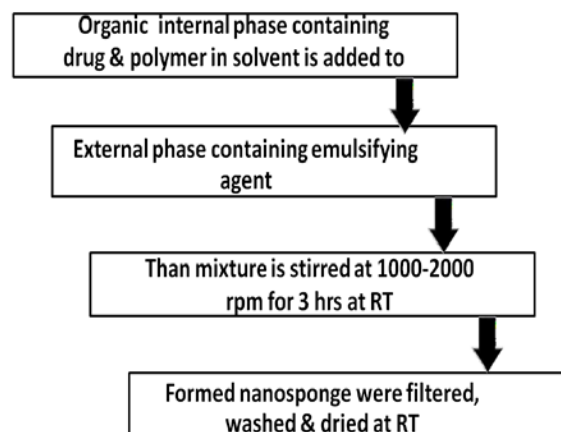 Organic internal phase containing
drug & polymer in solvent is added to
External phase containing emulsifying
agent
Than mixture is stirred at 1000-2000
rpm for 3 hrs at RT
Formed nanosponge were filtered,
washed & dried at RT